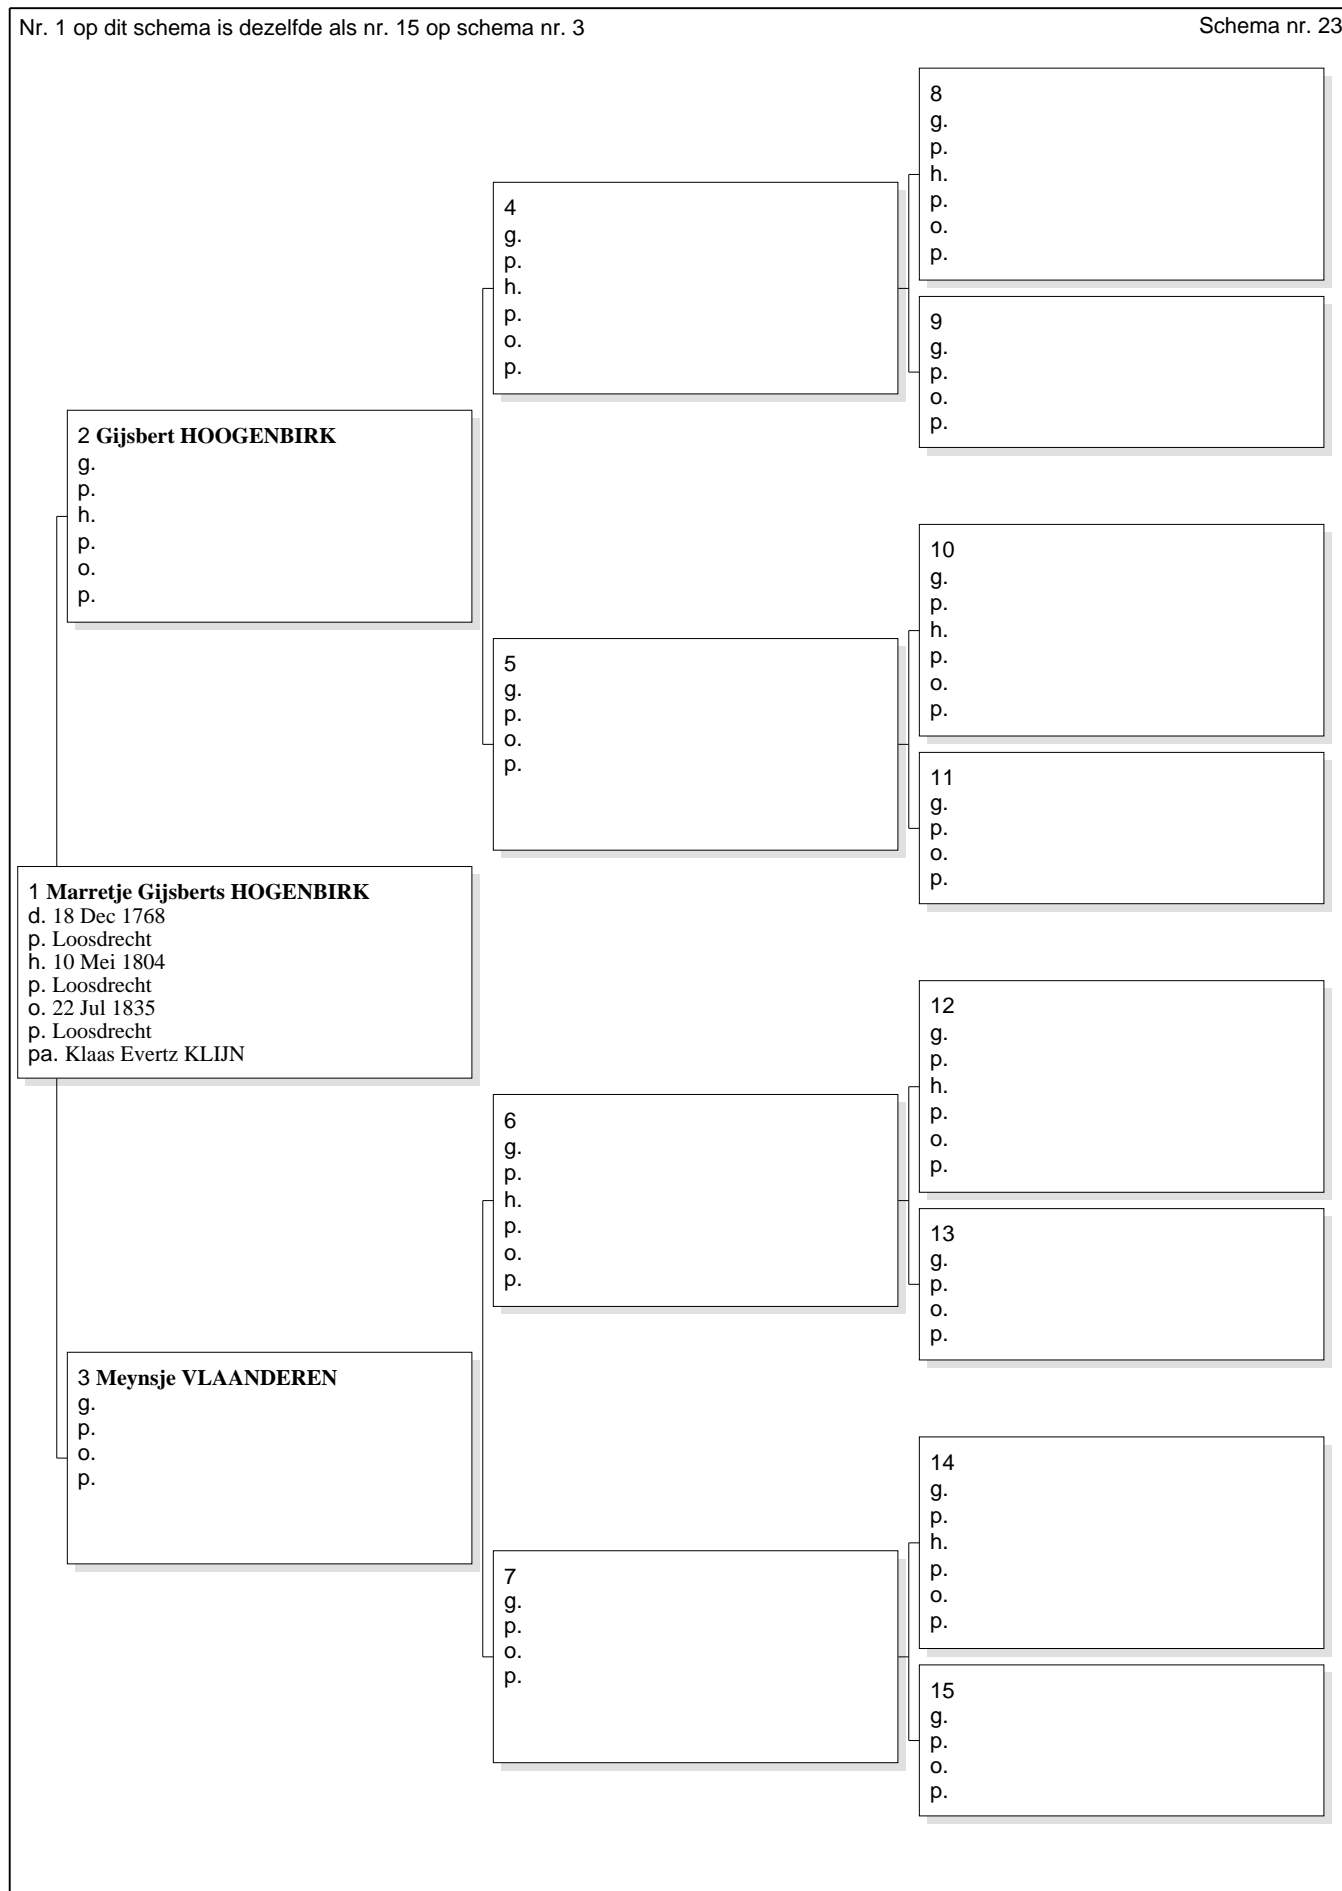 Nr. 1 op dit schema is dezelfde als nr. 15 op schema nr. 3
Schema nr. 23
8
g.
p.
h.
p.
o.
p.
4
g.
p.
h.
p.
o.
p.
9
g.
p.
o.
p.
2 Gijsbert HOOGENBIRK
g.
p.
h.
p.
o.
p.
10
g.
p.
h.
p.
o.
p.
5
g.
p.
o.
p.
11
g.
p.
o.
p.
1 Marretje Gijsberts HOGENBIRK
d. 18 Dec 1768
p. Loosdrecht
h. 10 Mei 1804
p. Loosdrecht
o. 22 Jul 1835
p. Loosdrecht
pa. Klaas Evertz KLIJN
12
g.
p.
h.
p.
o.
p.
6
g.
p.
h.
p.
o.
p.
13
g.
p.
o.
p.
3 Meynsje VLAANDEREN
g.
p.
o.
p.
14
g.
p.
h.
p.
o.
p.
7
g.
p.
o.
p.
15
g.
p.
o.
p.